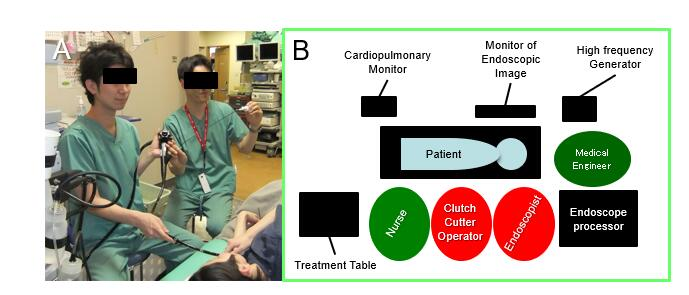 A
B
Cardiopulmonary
Monitor
Monitor of
Endoscopic
Image
High frequency
Generator
Patient
Medical
Engineer
Nurse
Clutch
Cutter
Operator
Endoscopist
Endoscope
processor
Treatment Table